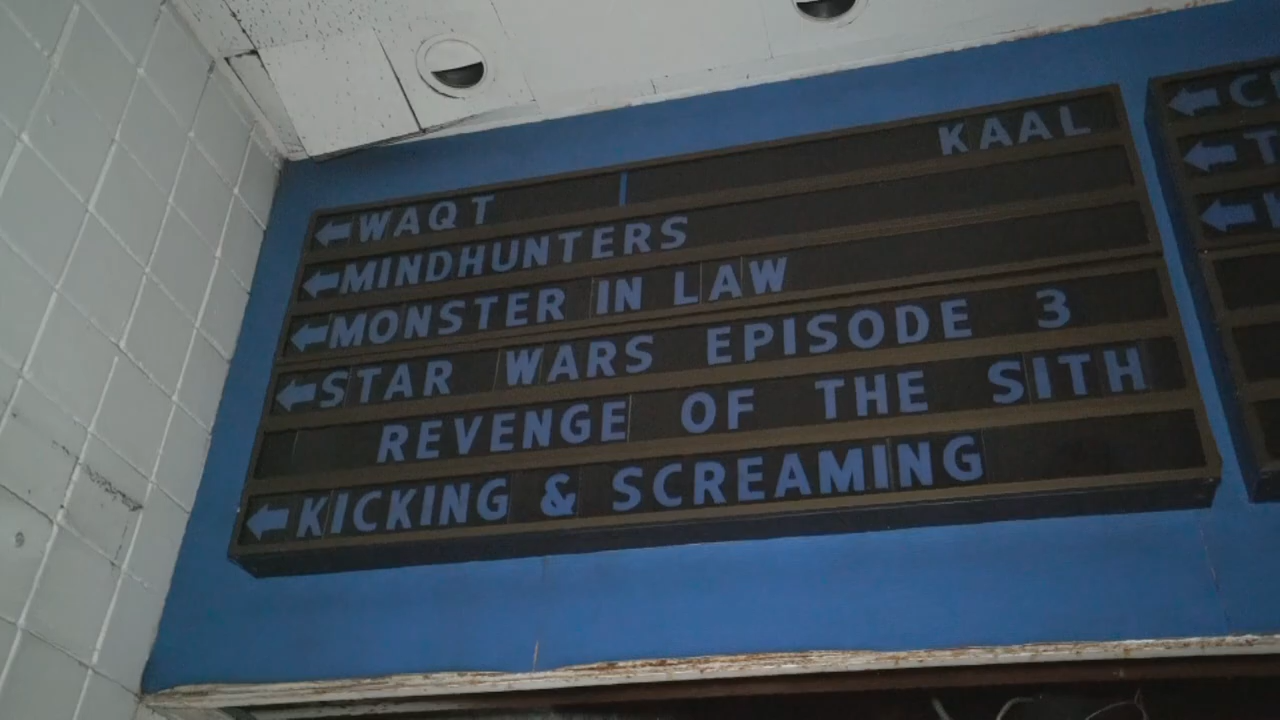 WAQT KAAL
MINDHUNTERS
MONSTER IN LAW
STAR WARS EPISODE 3
REVENGE OF THE SITH
KICKING & SCREAMING